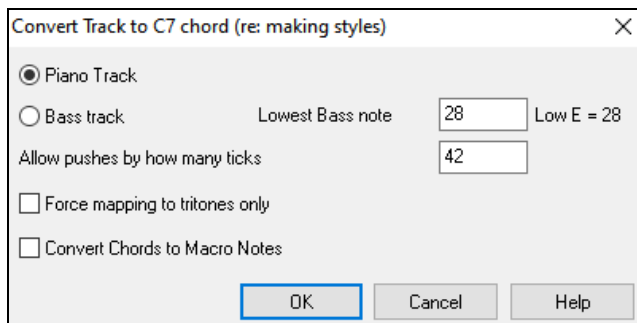 Convert Track to C7 chord (re: making styles)
Piano Track
Bass track Lowest Bass note 28 Low E = 28
Allow pushes by how many ticks 42
Force mapping to tritones only
Convert Chords to Macro Notes
OK Cancel Help